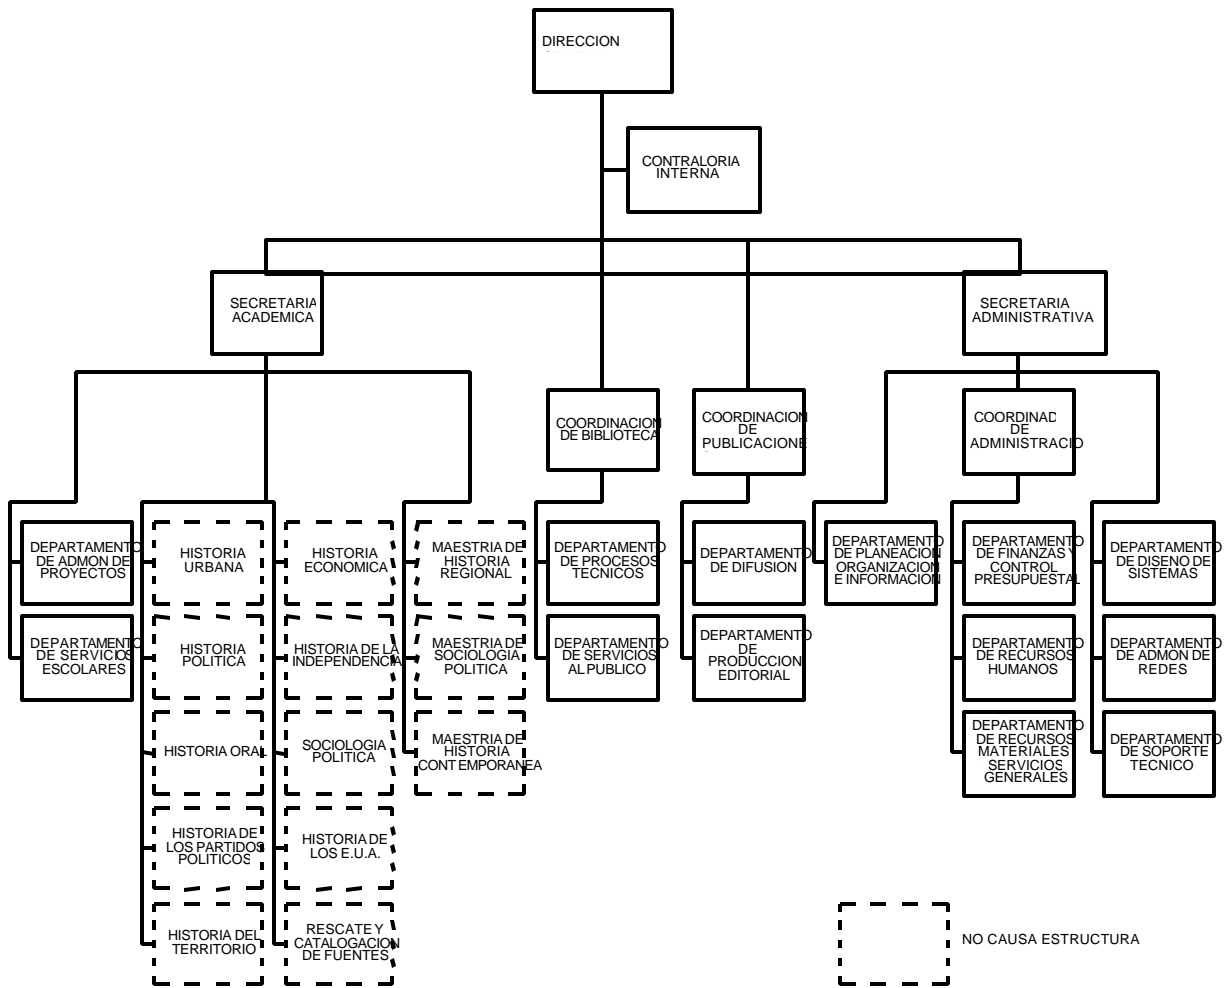 DIRECCION
CONTRALORIA
INTERNA
SECRETARIA
ACADEMICA
SECRETARIA
ADMINISTRATIVA
COORDINACION
DE BIBLIOTECA
COORDINACION
DE
PUBLICACIONE
COORDINAD
DE
ADMINISTRACIO
DEPARTAMENTO
DE ADMON DE
PROYECTOS
HISTORIA
URBANA
HISTORIA
ECONOMICA
MAESTRIA DE
HISTORIA
REGIONAL
DEPARTAMENTO
DE PROCESOS
TECNICOS
DEPARTAMENTO
DE DIFUSION
DEPARTAMENTO
DE PLANEACION
ORGANIZACION
E INFORMACION
DEPARTAMENTO
DE FINANZAS Y
CONTROL
PRESUPUESTAL
DEPARTAMENTO
DE DISENO DE
SISTEMAS
DEPARTAMENTO
DE SERVICIOS
ESCOLARES
HISTORIA
POLITICA
HISTORIA DE LA
INDEPENDENCIA
MAESTRIA DE
SOCIOLOGIA
POLITICA
DEPARTAMENTO
DE SERVICIOS
AL PUBLICO
DEPARTAMENTO
DE
PRODUCCION
EDITORIAL
DEPARTAMENTO
DE RECURSOS
HUMANOS
DEPARTAMENTO
DE ADMON DE
REDES
HISTORIA ORAL
SOCIOLOGIA
POLITICA
MAESTRIA DE
HISTORIA
CONTEMPORANEA
DEPARTAMENTO
DE RECURSOS
MATERIALES
SERVICIOS
GENERALES
DEPARTAMENTO
DE SOPORTE
TECNICO
HISTORIA DE
LOS PARTIDOS
POLITICOS
HISTORIA DE
LOS E.U.A.
HISTORIA DEL
TERRITORIO
RESCATE Y
CATALOGACION
DE FUENTES
NO CAUSA ESTRUCTURA